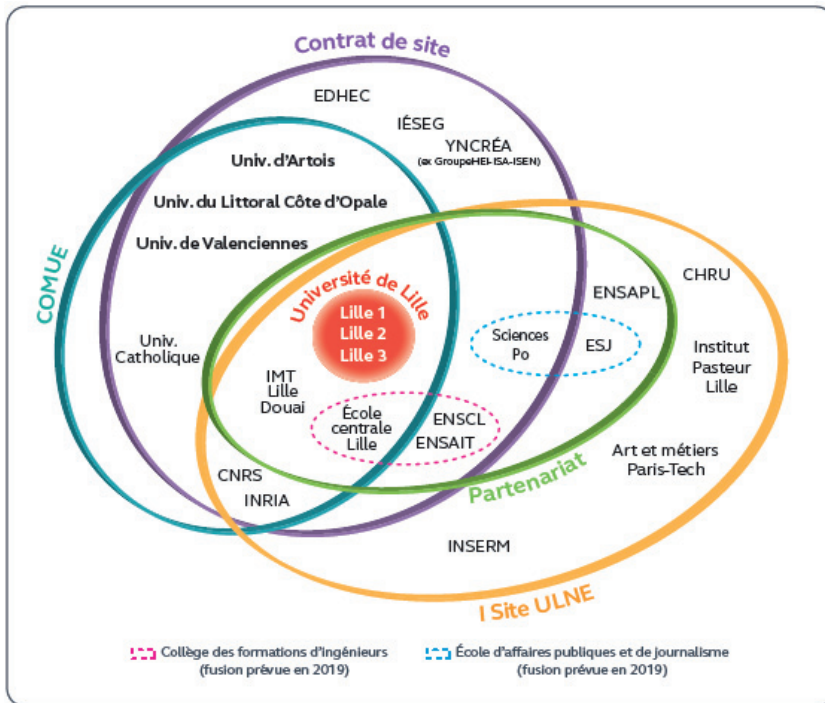 Contrat de site
EDHEC
IÉSEG
YNCRÉA
(ex GroupeHEI-ISA-ISEN)
Univ. d'Artois
Univ. du Littoral Côte d'Opale
Univ. de Valenciennes
COMUE
Univ.
Catholique
Université de Lille
Lille 1
Lille 2
Lille 3
IMT
Lille
Douai
École
centrale
Lille
ENSCL
ENSAIT
CNRS
INRIA
Sciences
Po
ESJ
ENSAPL
CHRU
Institut
Pasteur
Lille
Art et métiers
Paris-Tech
Partenariat
INSERM
I Site ULNE
Collège des formations d'ingénieurs
(fusion prévue en 2019)
École d'affaires publiques et de journalisme
(fusion prévue en 2019)